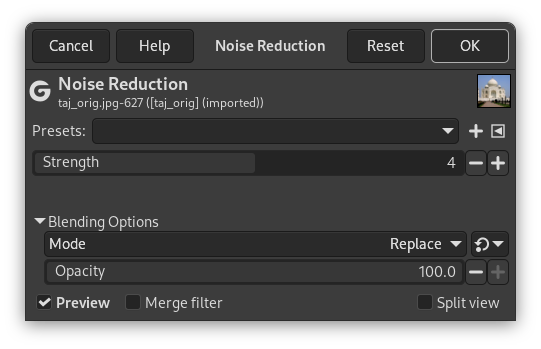 Cancel Help Noise Reduction Reset OK
Noise Reduction
taj_orig.jpg-627 ([taj_orig] (imported))
Presets:
Strength 4
Blending Options
Mode Replace
Opacity 100.0
Preview Merge filter Split view